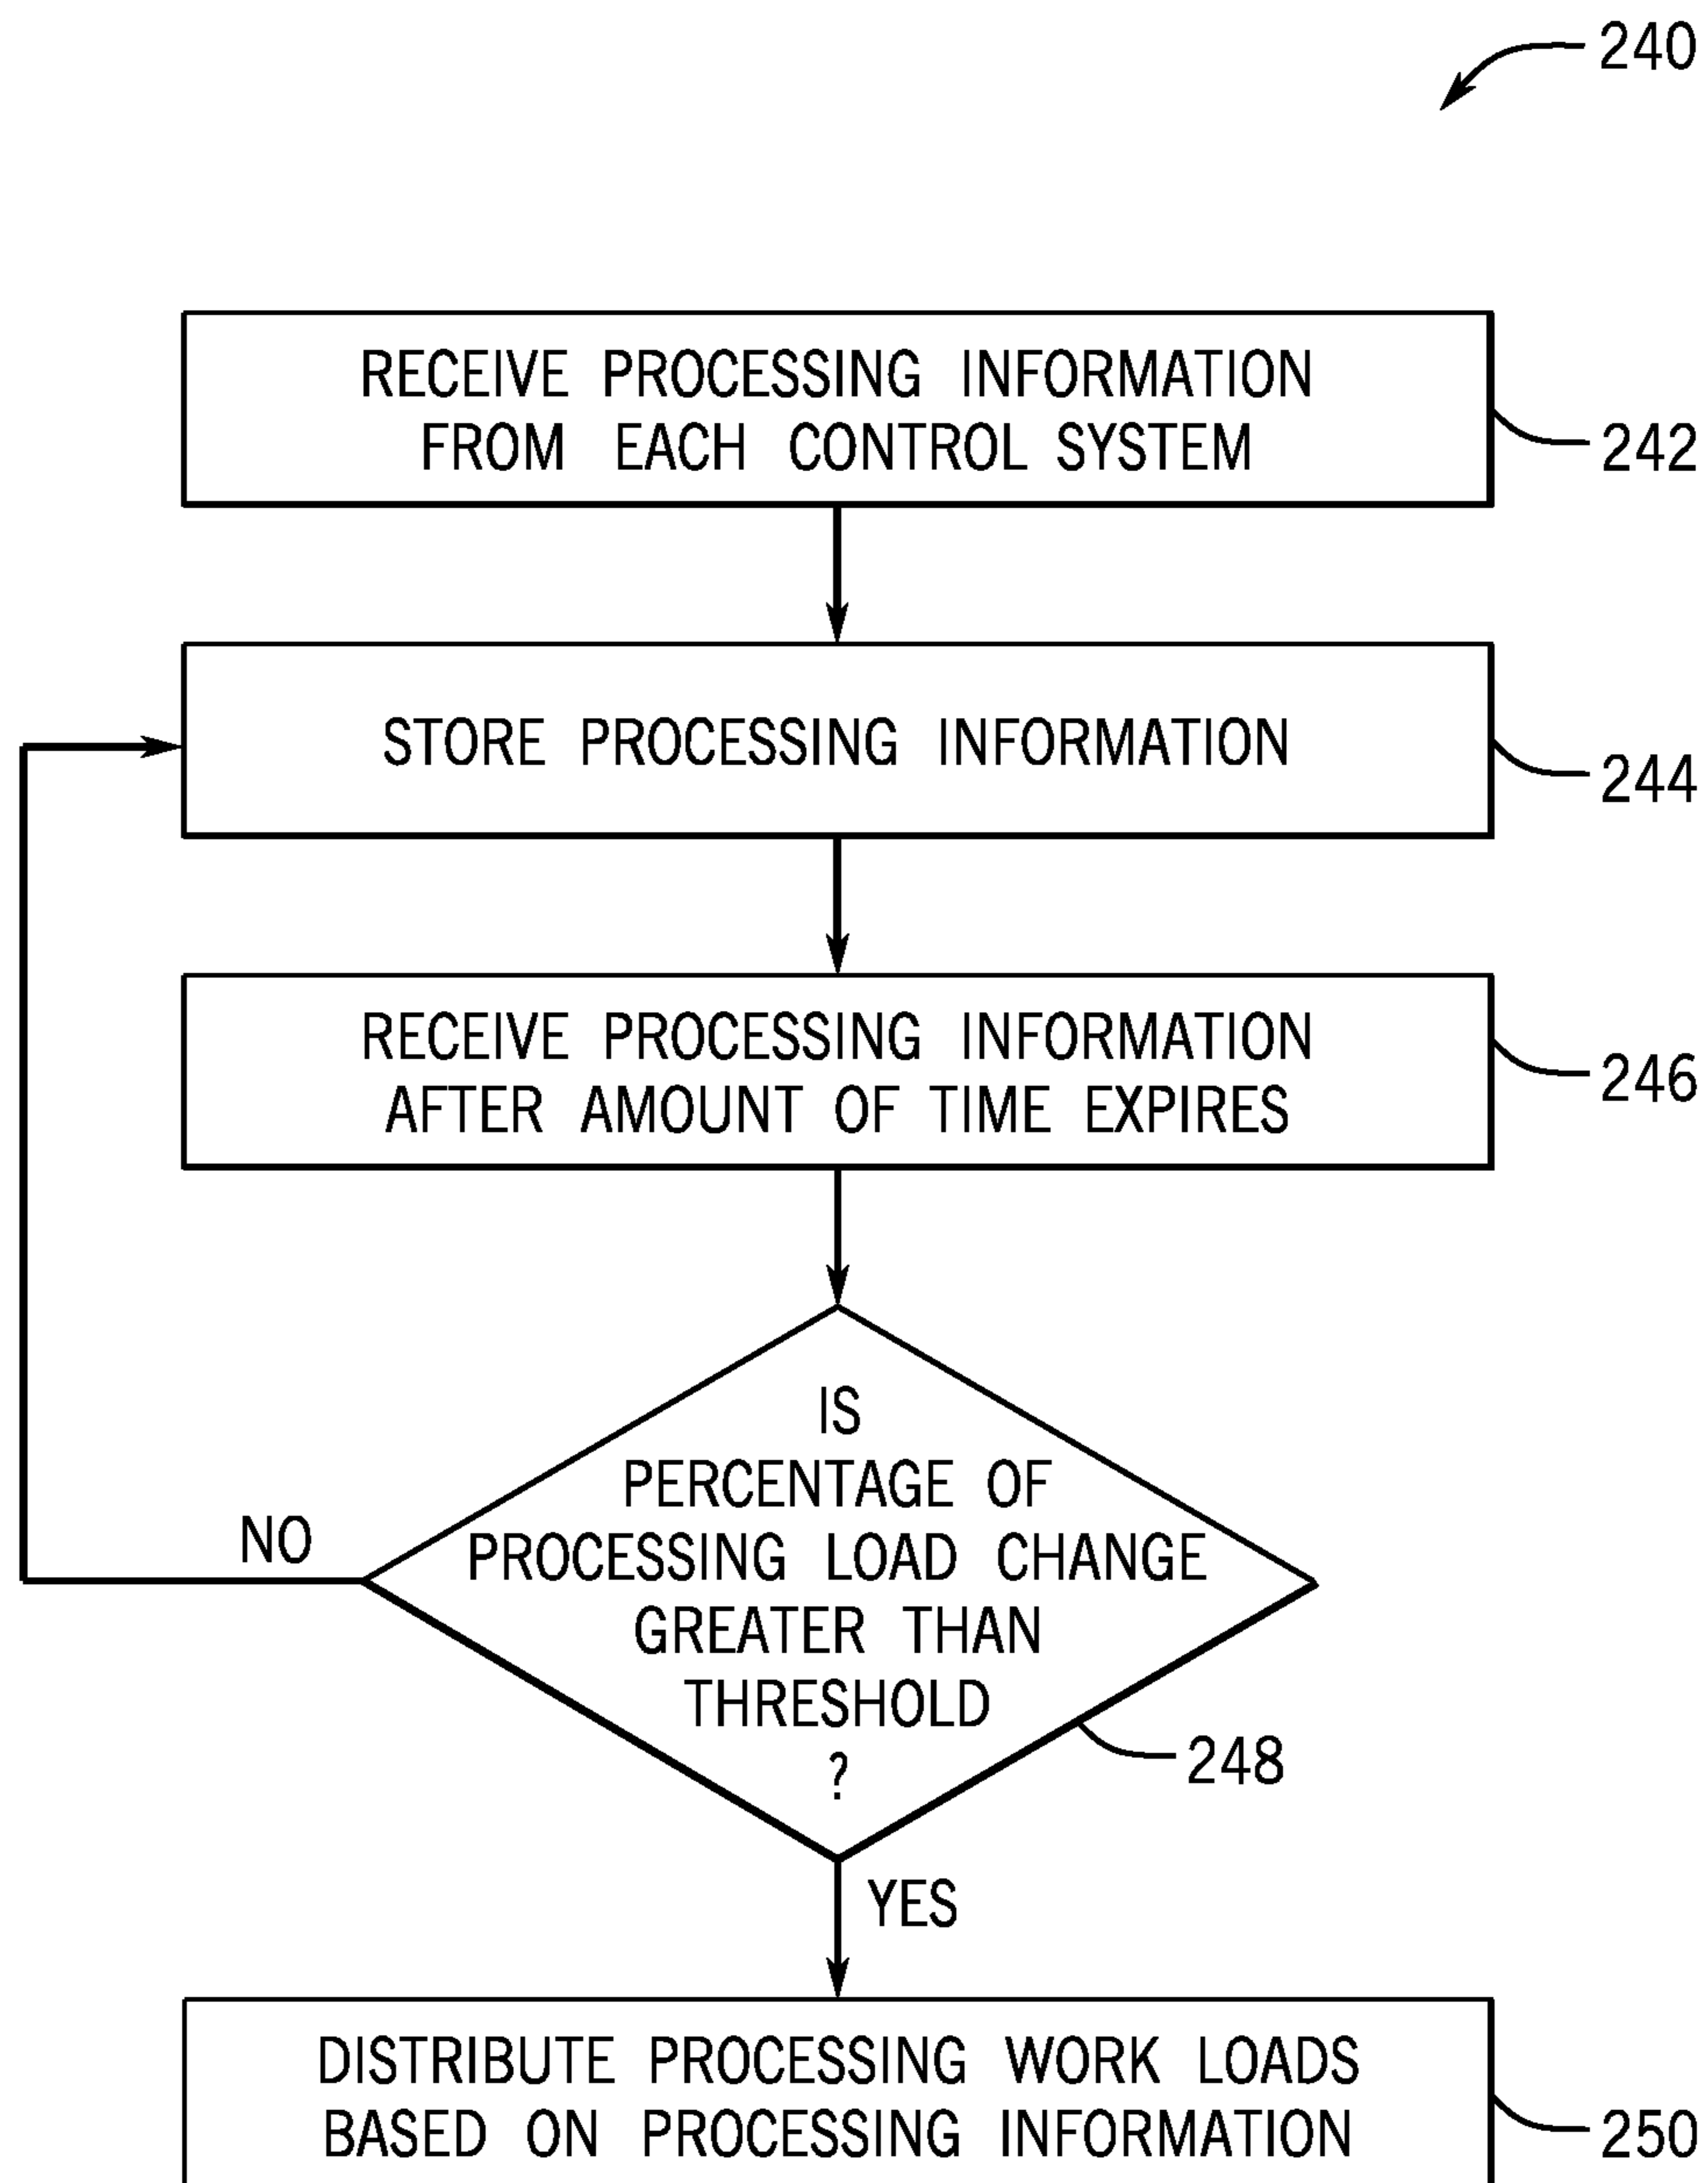 240
RECEIVE PROCESSING INFORMATION
FROM EACH CONTROL SYSTEM
242
STORE PROCESSING INFORMATION
244
RECEIVE PROCESSING INFORMATION
AFTER AMOUNT OF TIME EXPIRES
246
IS
PERCENTAGE OF
PROCESSING LOAD CHANGE
GREATER THAN
THRESHOLD
?
NO
248
YES
DISTRIBUTE PROCESSING WORK LOADS
BASED ON PROCESSING INFORMATION
250